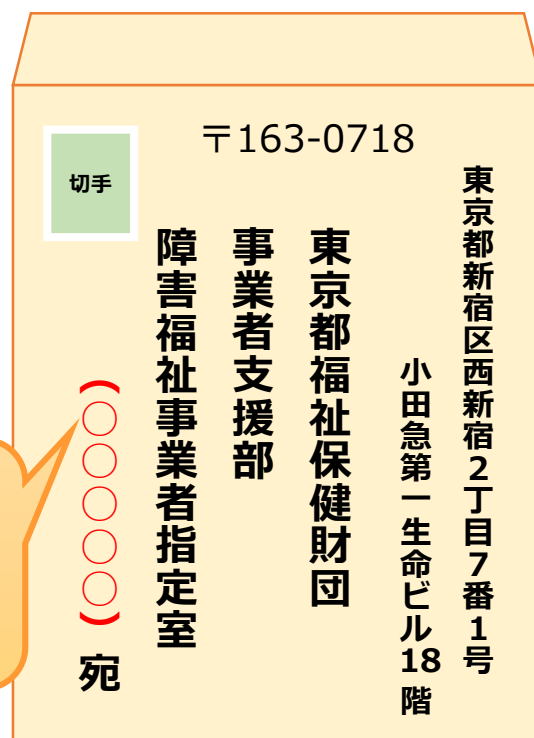 〒163-0718
東京都新宿区西新宿2丁目7番1号
小田急第一生命ビル18階
東京都福祉保健財団
事業者支援部
障害福祉事業者指定室
(○○○○○)宛
切手